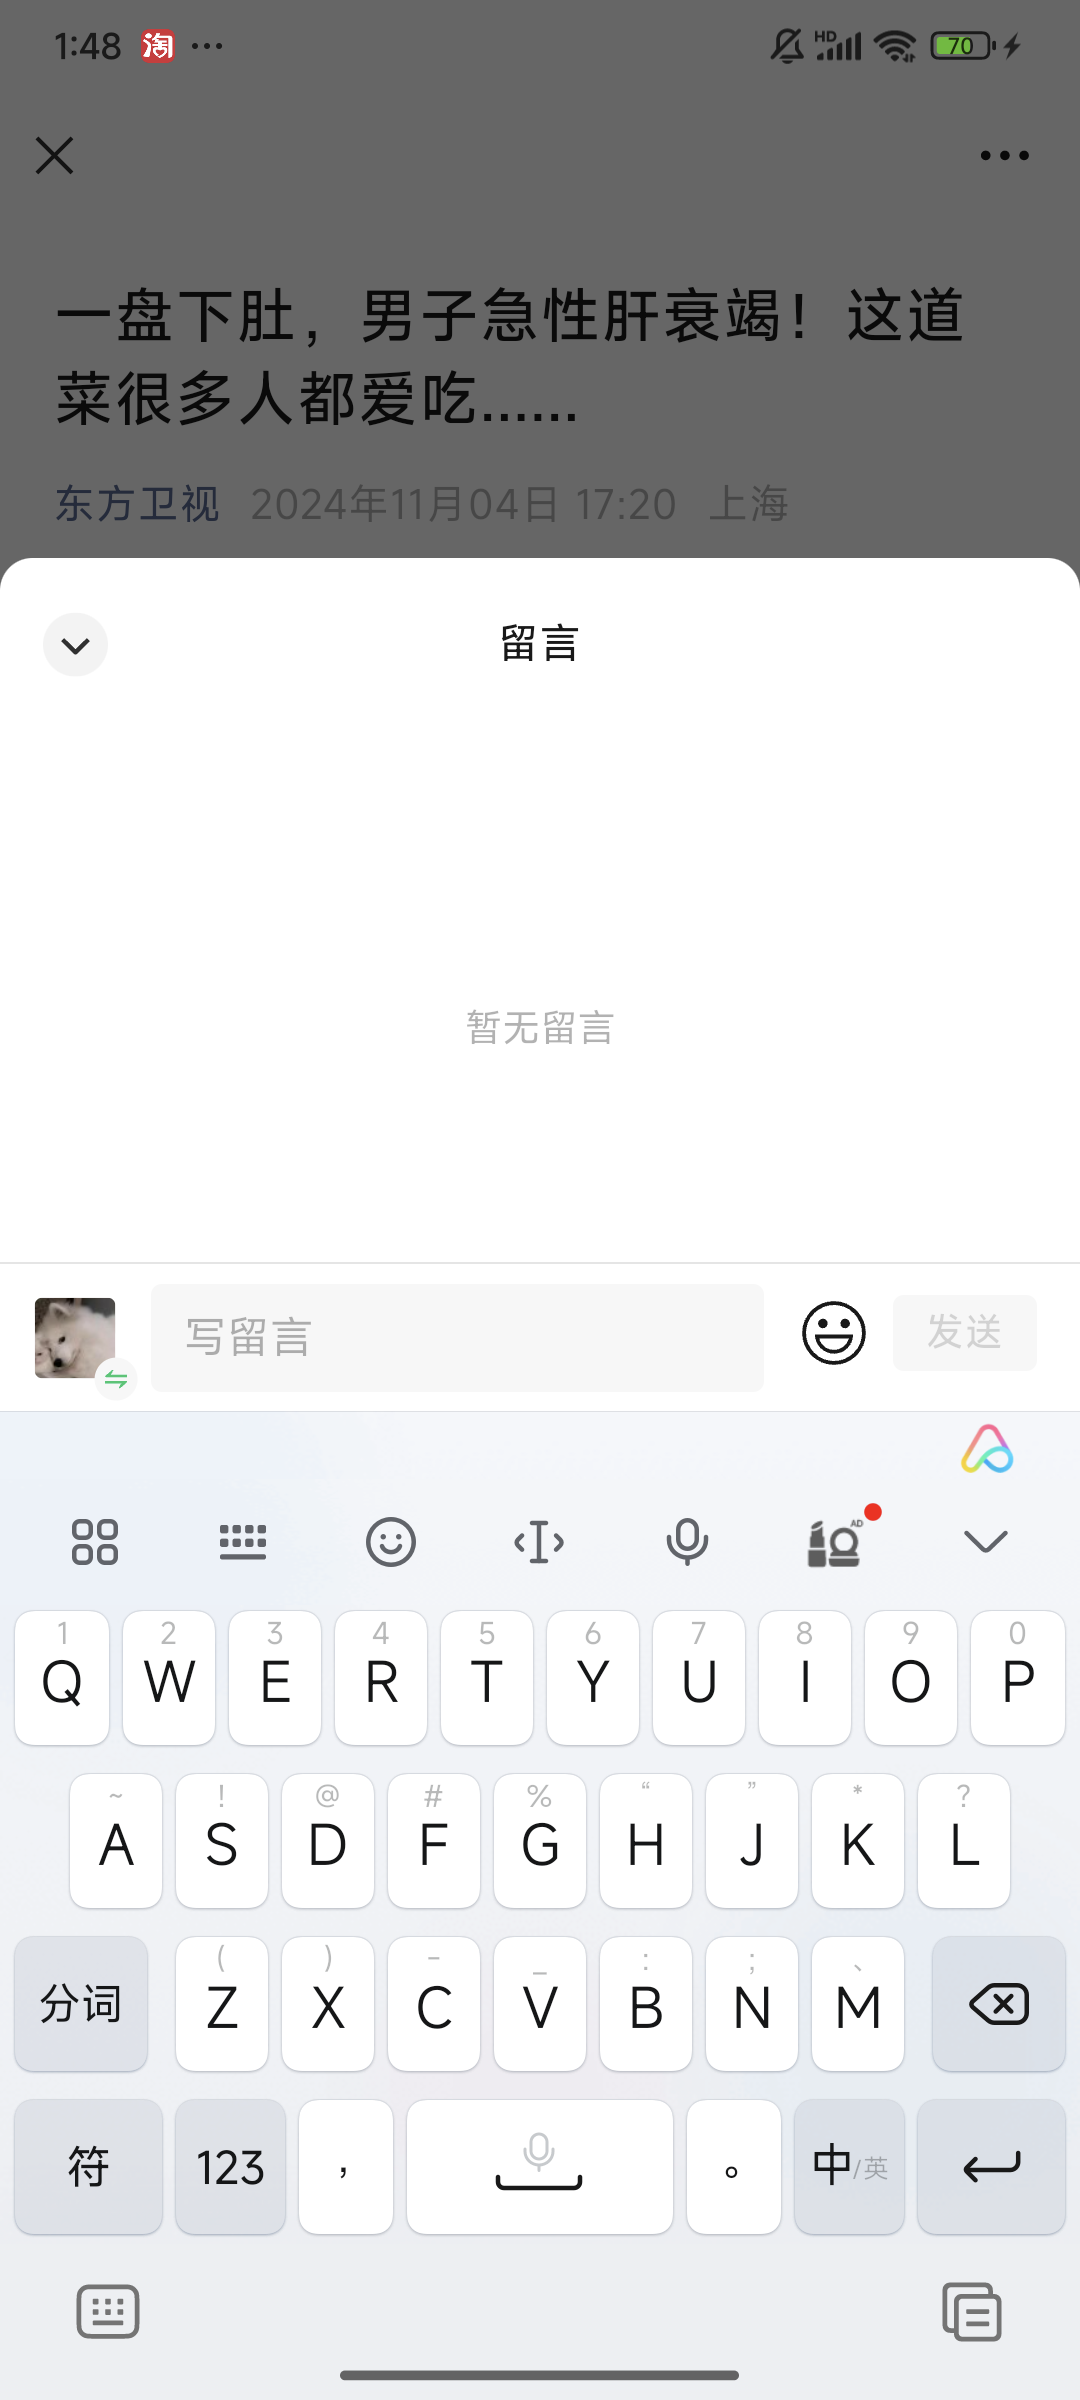 1:48 淘 ... HD 70
一盘下肚，男子急性肝衰竭！这道
菜很多人都爱吃......
东方卫视 2024年11月04日 17:20 上海
留言
暂无留言
写留言 发送
AD
1 2 3 4 5 6 7 8 9 0
Q W E R T Y U I O P
~ ! @ # % “ ” * ?
A S D F G H J K L
( ) - _ : ; 、
分词 Z X C V B N M
符 123 ， 。 中/英